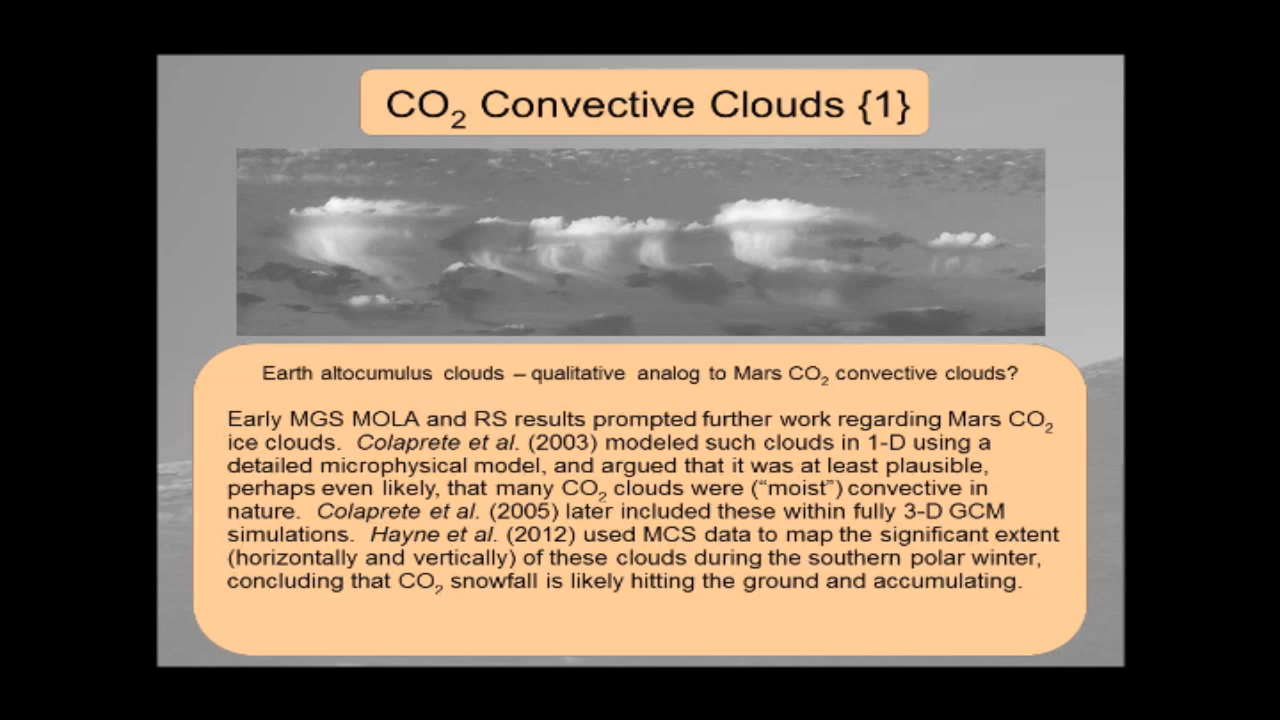 CO₂ Convective Clouds {1}
Earth altocumulus clouds – qualitative analog to Mars CO₂ convective clouds?
Early MGS MOLA and RS results prompted further work regarding Mars CO₂
ice clouds. Colaprete et al. (2003) modeled such clouds in 1-D using a
detailed microphysical model, and argued that it was at least plausible,
perhaps even likely, that many CO₂ clouds were (“moist”) convective in
nature. Colaprete et al. (2005) later included these within fully 3-D GCM
simulations. Hayne et al. (2012) used MCS data to map the significant extent
(horizontally and vertically) of these clouds during the southern polar winter,
concluding that CO₂ snowfall is likely hitting the ground and accumulating.